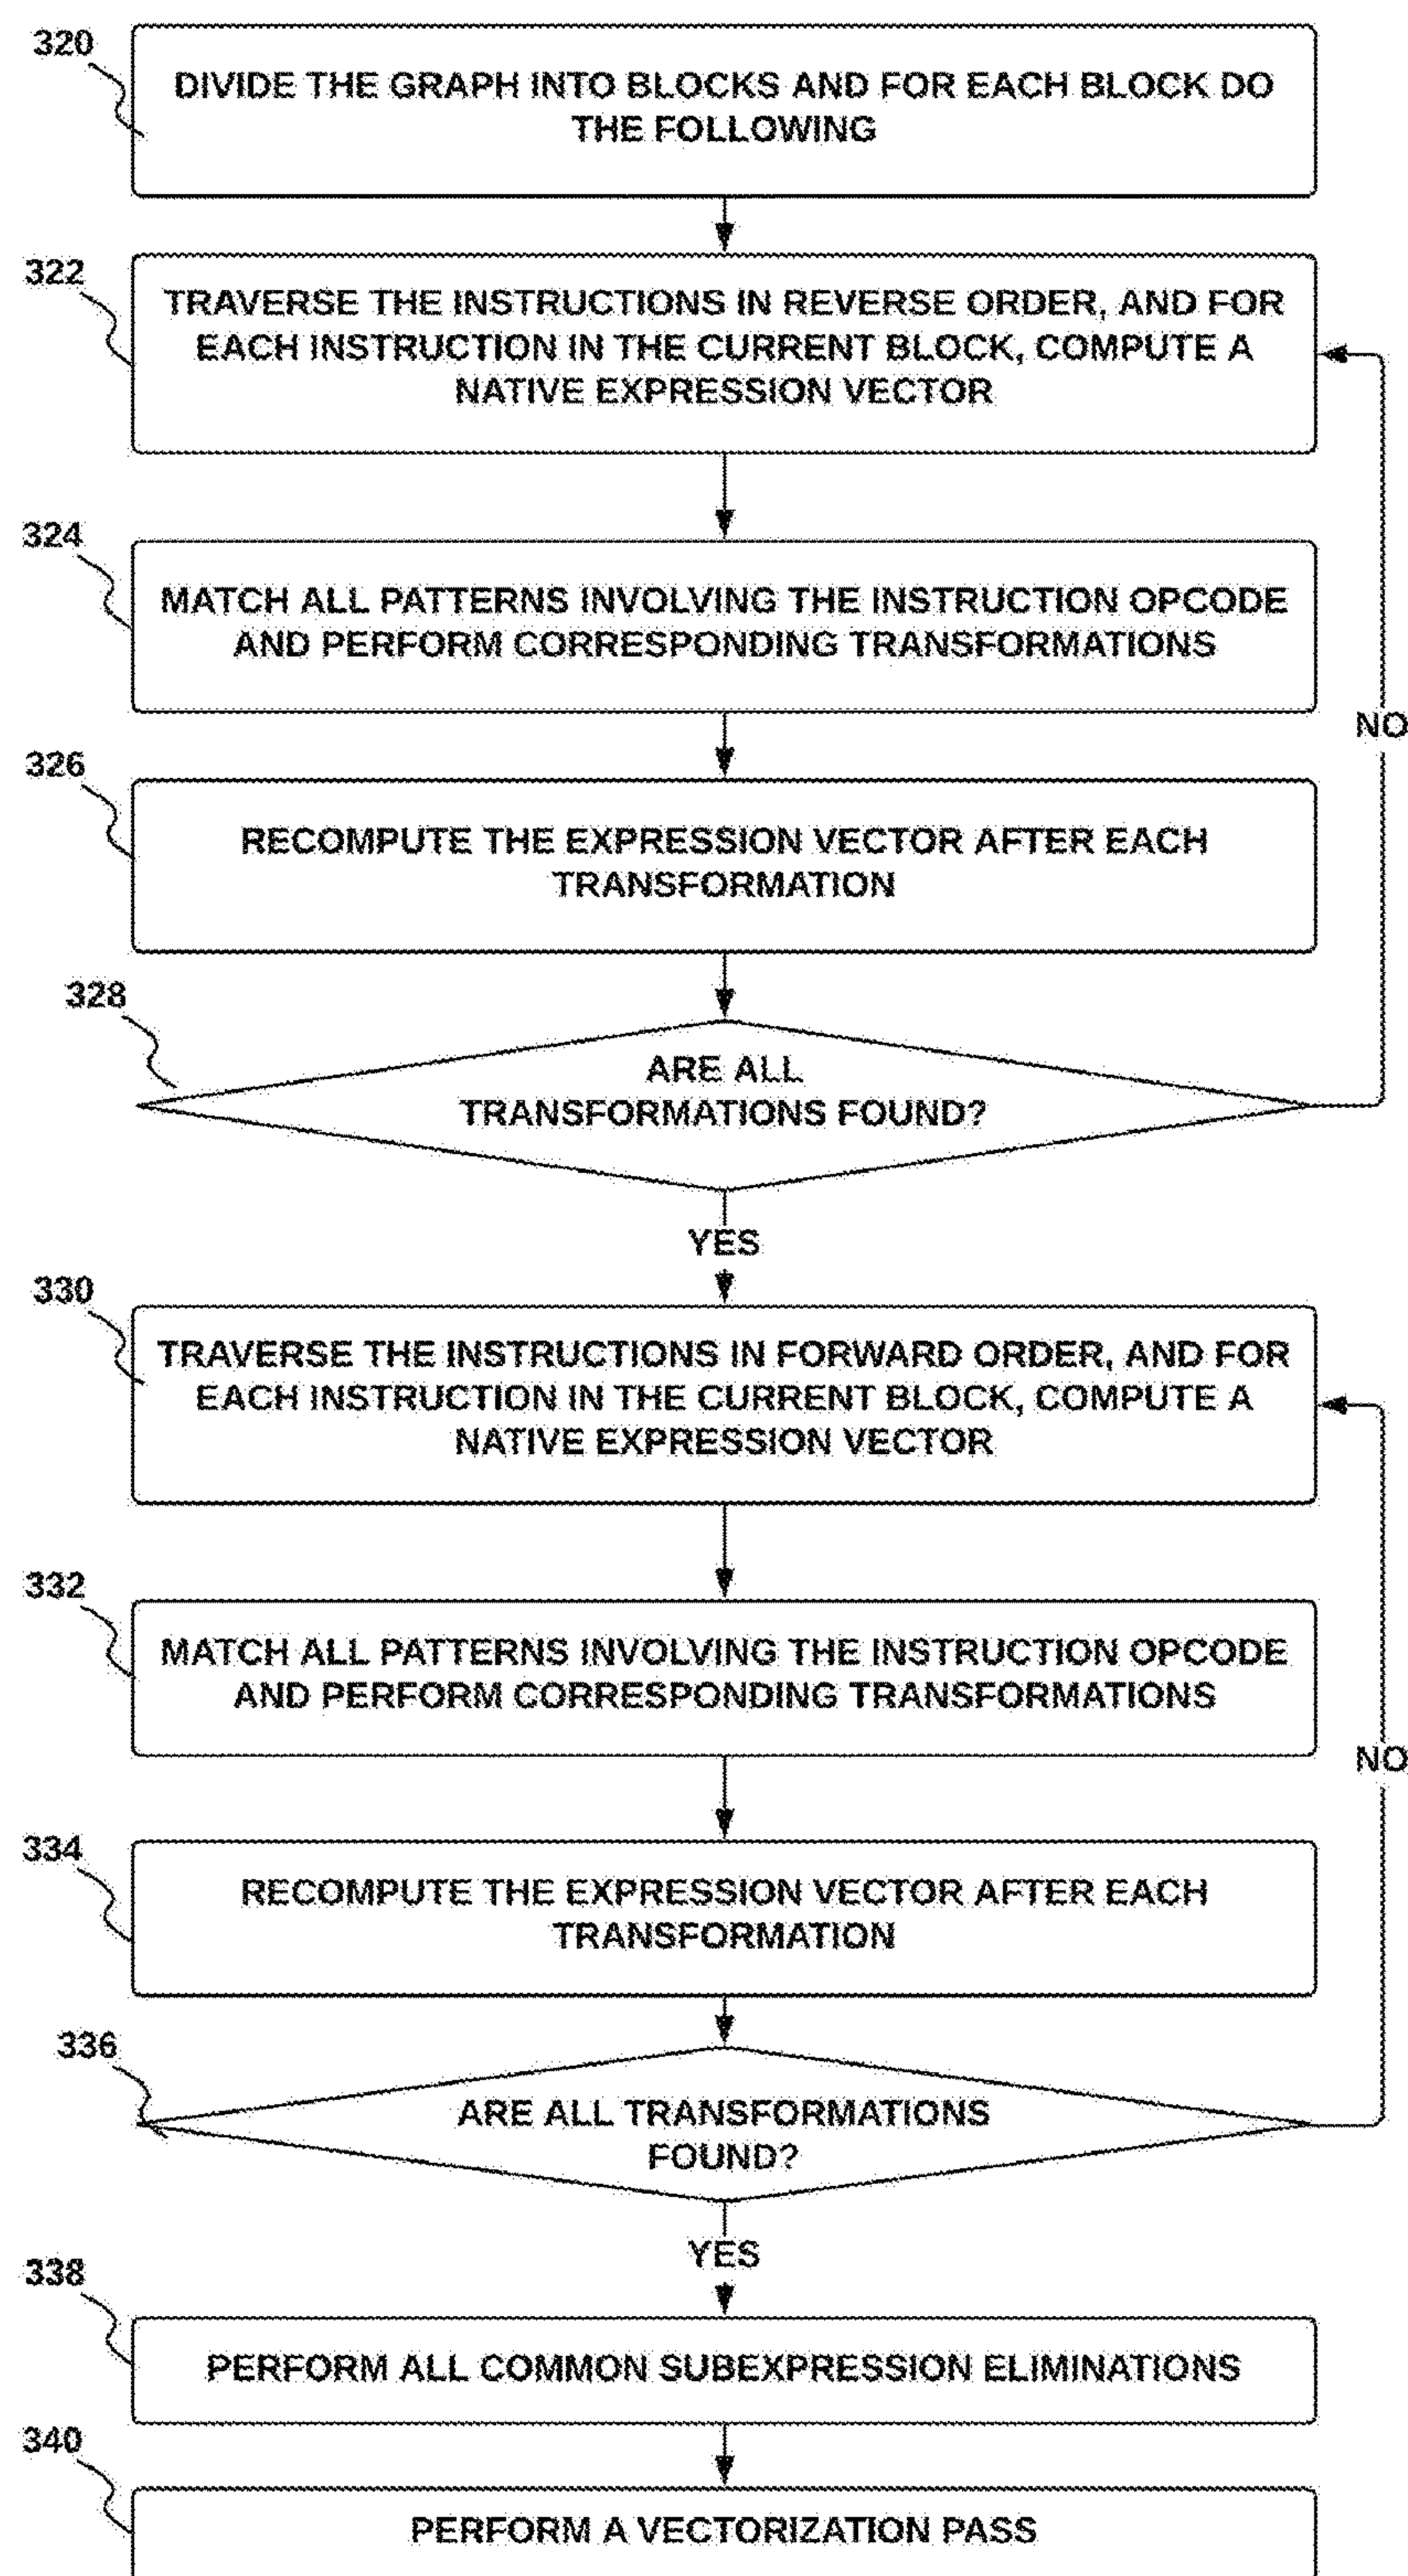 320
DIVIDE THE GRAPH INTO BLOCKS AND FOR EACH BLOCK DO
THE FOLLOWING
322
TRAVERSE THE INSTRUCTIONS IN REVERSE ORDER, AND FOR
EACH INSTRUCTION IN THE CURRENT BLOCK, COMPUTE A
NATIVE EXPRESSION VECTOR
324
MATCH ALL PATTERNS INVOLVING THE INSTRUCTION OPCODE
AND PERFORM CORRESPONDING TRANSFORMATIONS
NO
326
RECOMPUTE THE EXPRESSION VECTOR AFTER EACH
TRANSFORMATION
328
ARE ALL
TRANSFORMATIONS FOUND?
YES
330
TRAVERSE THE INSTRUCTIONS IN FORWARD ORDER, AND FOR
EACH INSTRUCTION IN THE CURRENT BLOCK, COMPUTE A
NATIVE EXPRESSION VECTOR
332
MATCH ALL PATTERNS INVOLVING THE INSTRUCTION OPCODE
AND PERFORM CORRESPONDING TRANSFORMATIONS
NO
334
RECOMPUTE THE EXPRESSION VECTOR AFTER EACH
TRANSFORMATION
336
ARE ALL TRANSFORMATIONS
FOUND?
YES
338
PERFORM ALL COMMON SUBEXPRESSION ELIMINATIONS
340
PERFORM A VECTORIZATION PASS